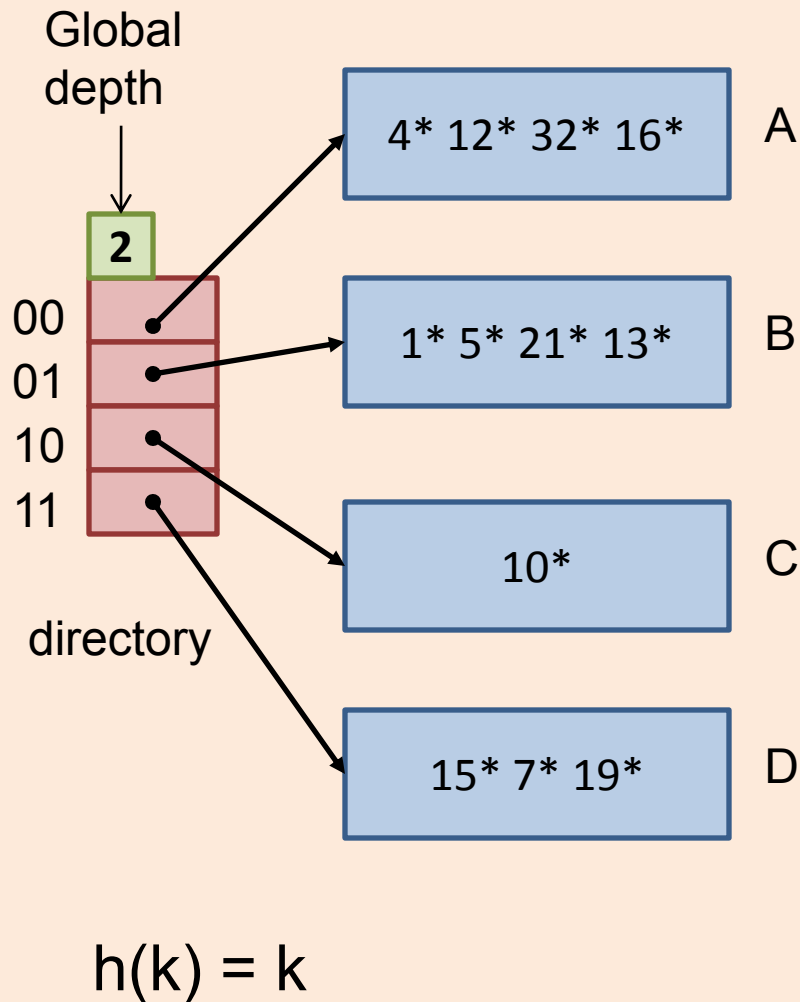 Global
depth
2
00
01
10
11
directory
4* 12* 32* 16*
A
1* 5* 21* 13*
B
10*
C
15* 7* 19*
D
h(k) = k